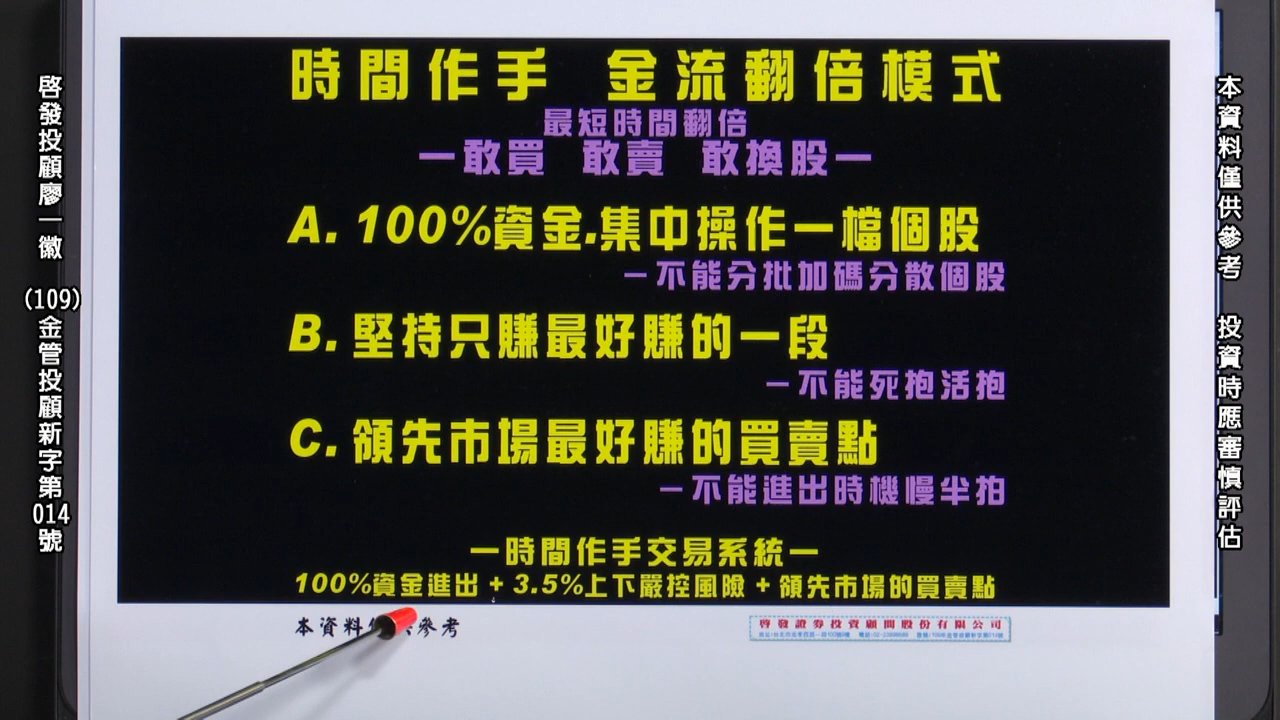 時間作手 金流翻倍模式
最短時間翻倍
－敢買 敢賣 敢換股－
A. 100%資金.集中操作一檔個股
－不能分批加碼分散個股
B. 堅持只賺最好賺的一段
－不能死抱活抱
C. 領先市場最好賺的買賣點
－不能進出時機慢半拍
－時間作手交易系統－
100%資金進出 + 3.5%上下嚴控風險 + 領先市場的買賣點
本資料 參考
啓發證券投資顧問股份有限公司
啓發投顧廖一徽 (109)金管投顧新字第014號
本資料僅供參考 投資時應審慎評估